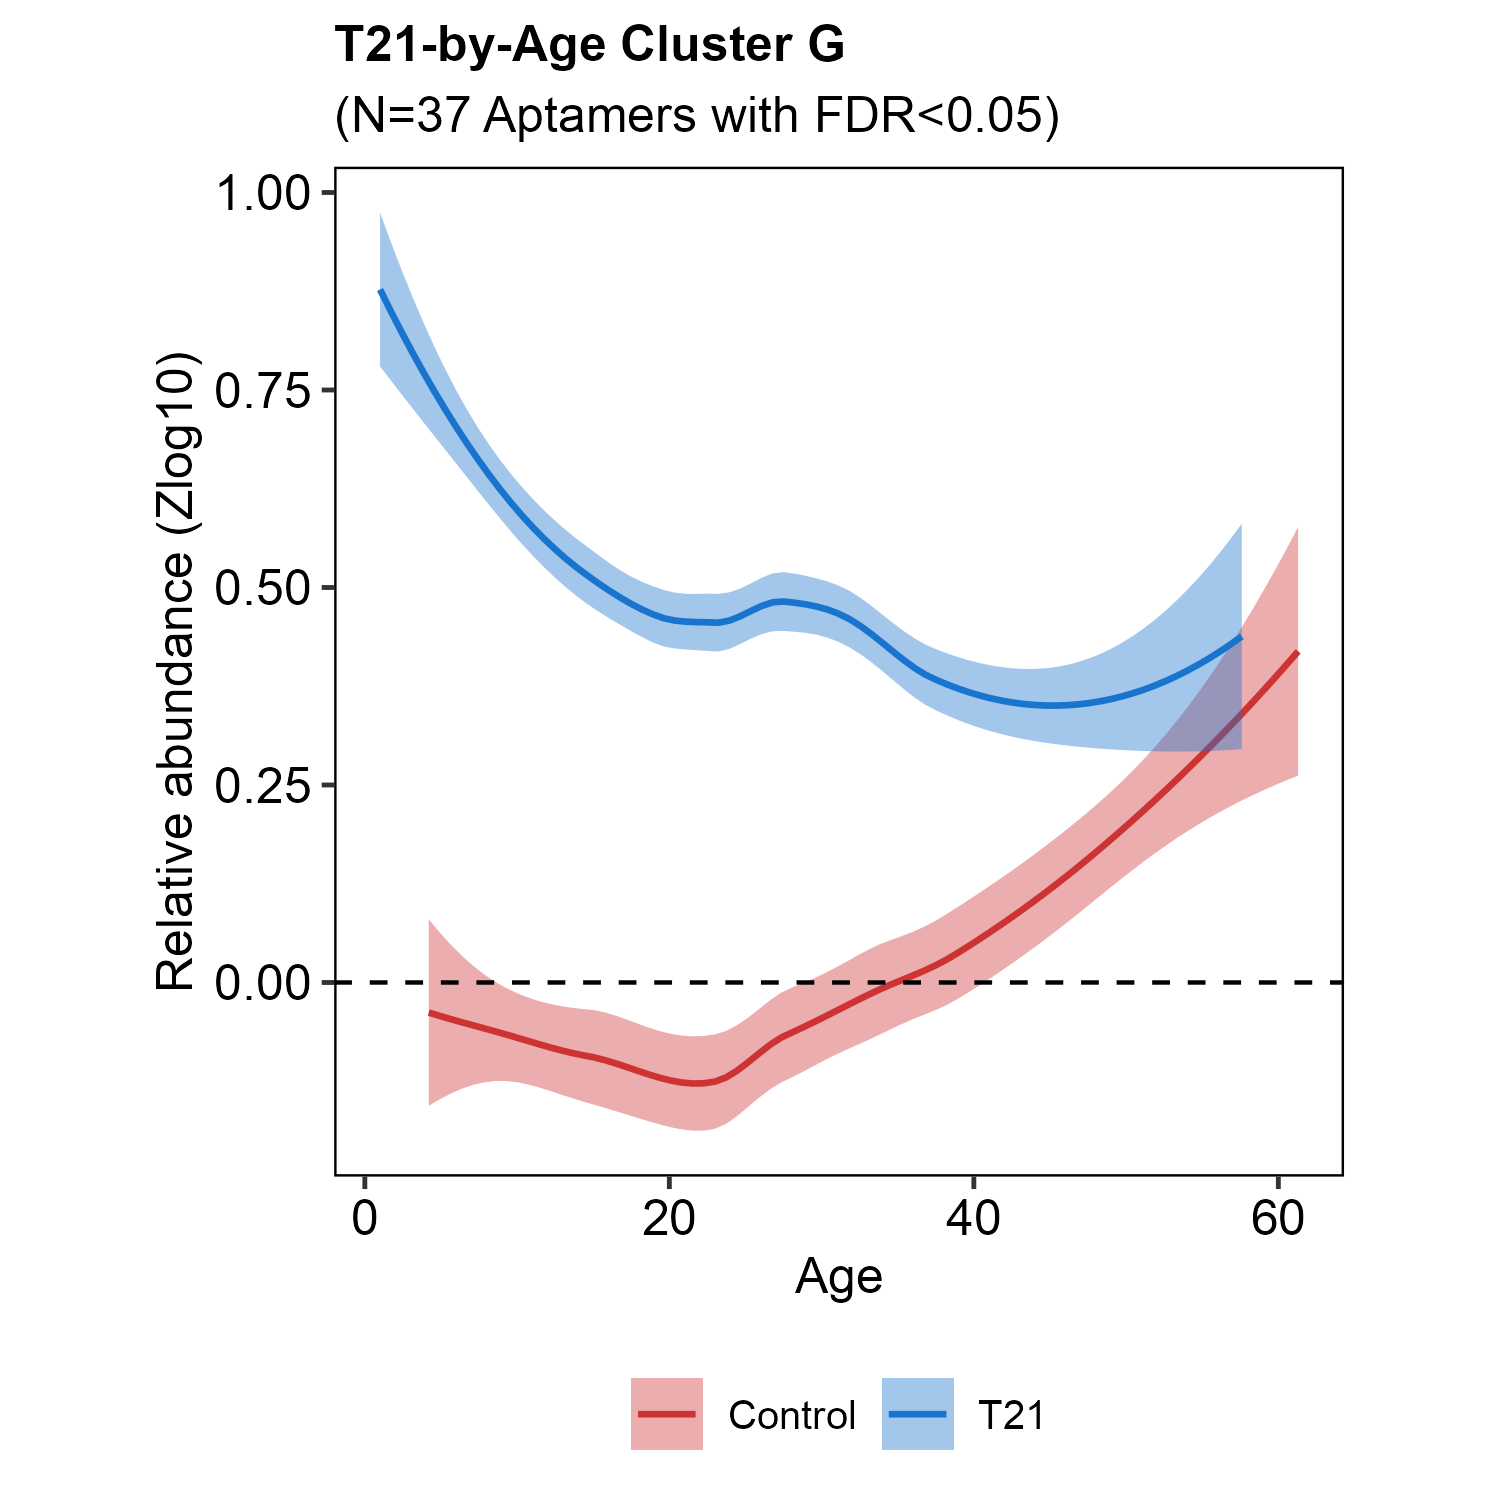 T21-by-Age Cluster G
(N=37 Aptamers with FDR<0.05)
Relative abundance (Zlog10)
1.00
0.75
0.50
0.25
0.00
0 20 40 60
Age
Control T21